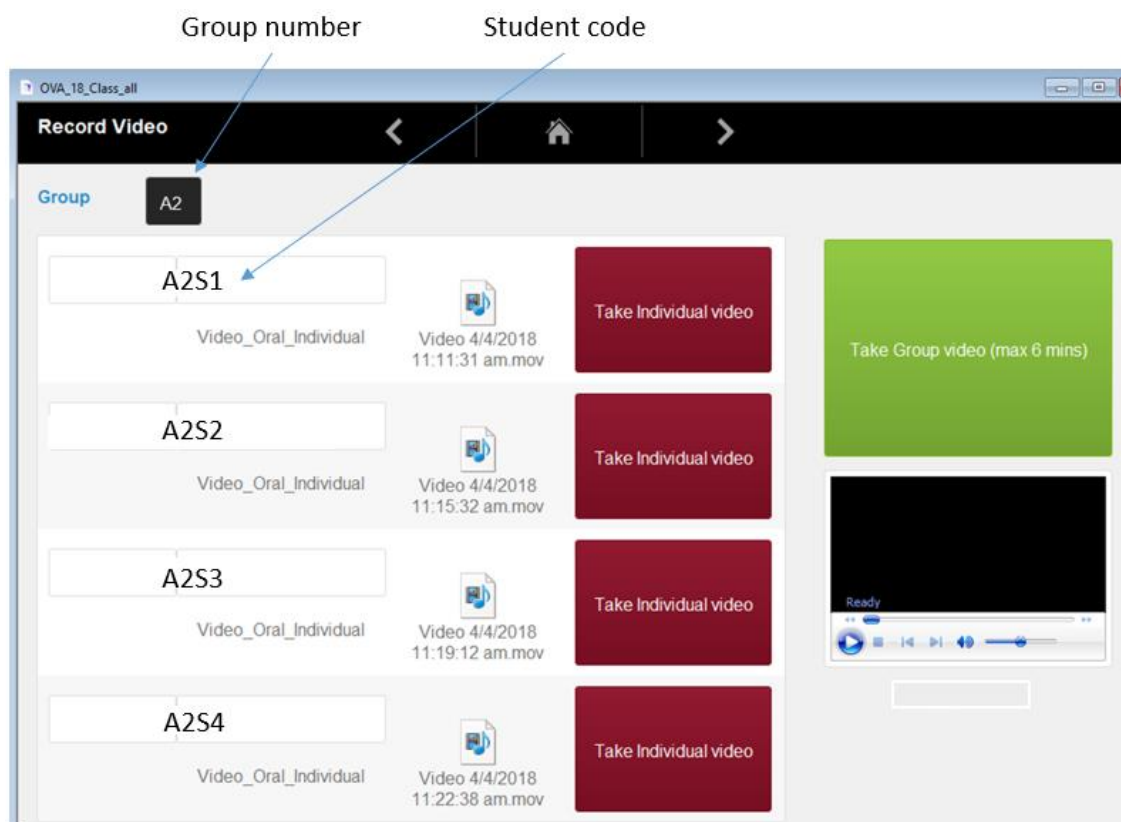 Group number Student code
OVA_18_Class_all
Record Video
Group A2
A2S1
Video_Oral_Individual
Video 4/4/2018
11:11:31 am.mov
Take Individual video
Take Group video (max 6 mins)
A2S2
Video_Oral_Individual
Video 4/4/2018
11:15:32 am.mov
Take Individual video
A2S3
Video_Oral_Individual
Video 4/4/2018
11:19:12 am.mov
Take Individual video
Ready
A2S4
Video_Oral_Individual
Video 4/4/2018
11:22:38 am.mov
Take Individual video